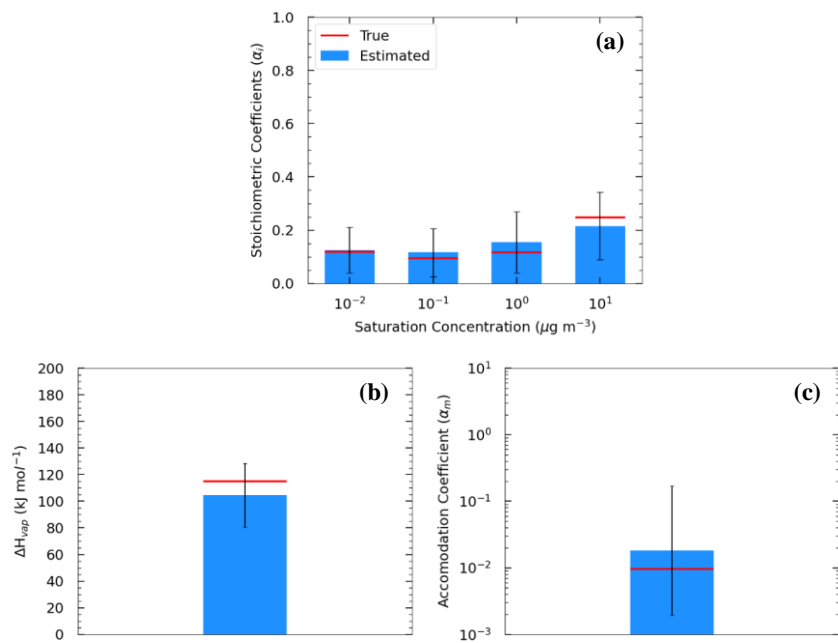 1.0
0.8
0.6
0.4
0.2
0.0
Stoichiometric Coefficients (αᵢ)
True
Estimated
(a)
10⁻²
10⁻¹
10⁰
10¹
Saturation Concentration (μg m⁻³)
200
180
160
140
120
100
80
60
40
20
0
ΔHvap (kJ mol⁻¹)
(b)
10¹
10⁰
10⁻¹
10⁻²
10⁻³
Accomodation Coefficient (αₘ)
(c)